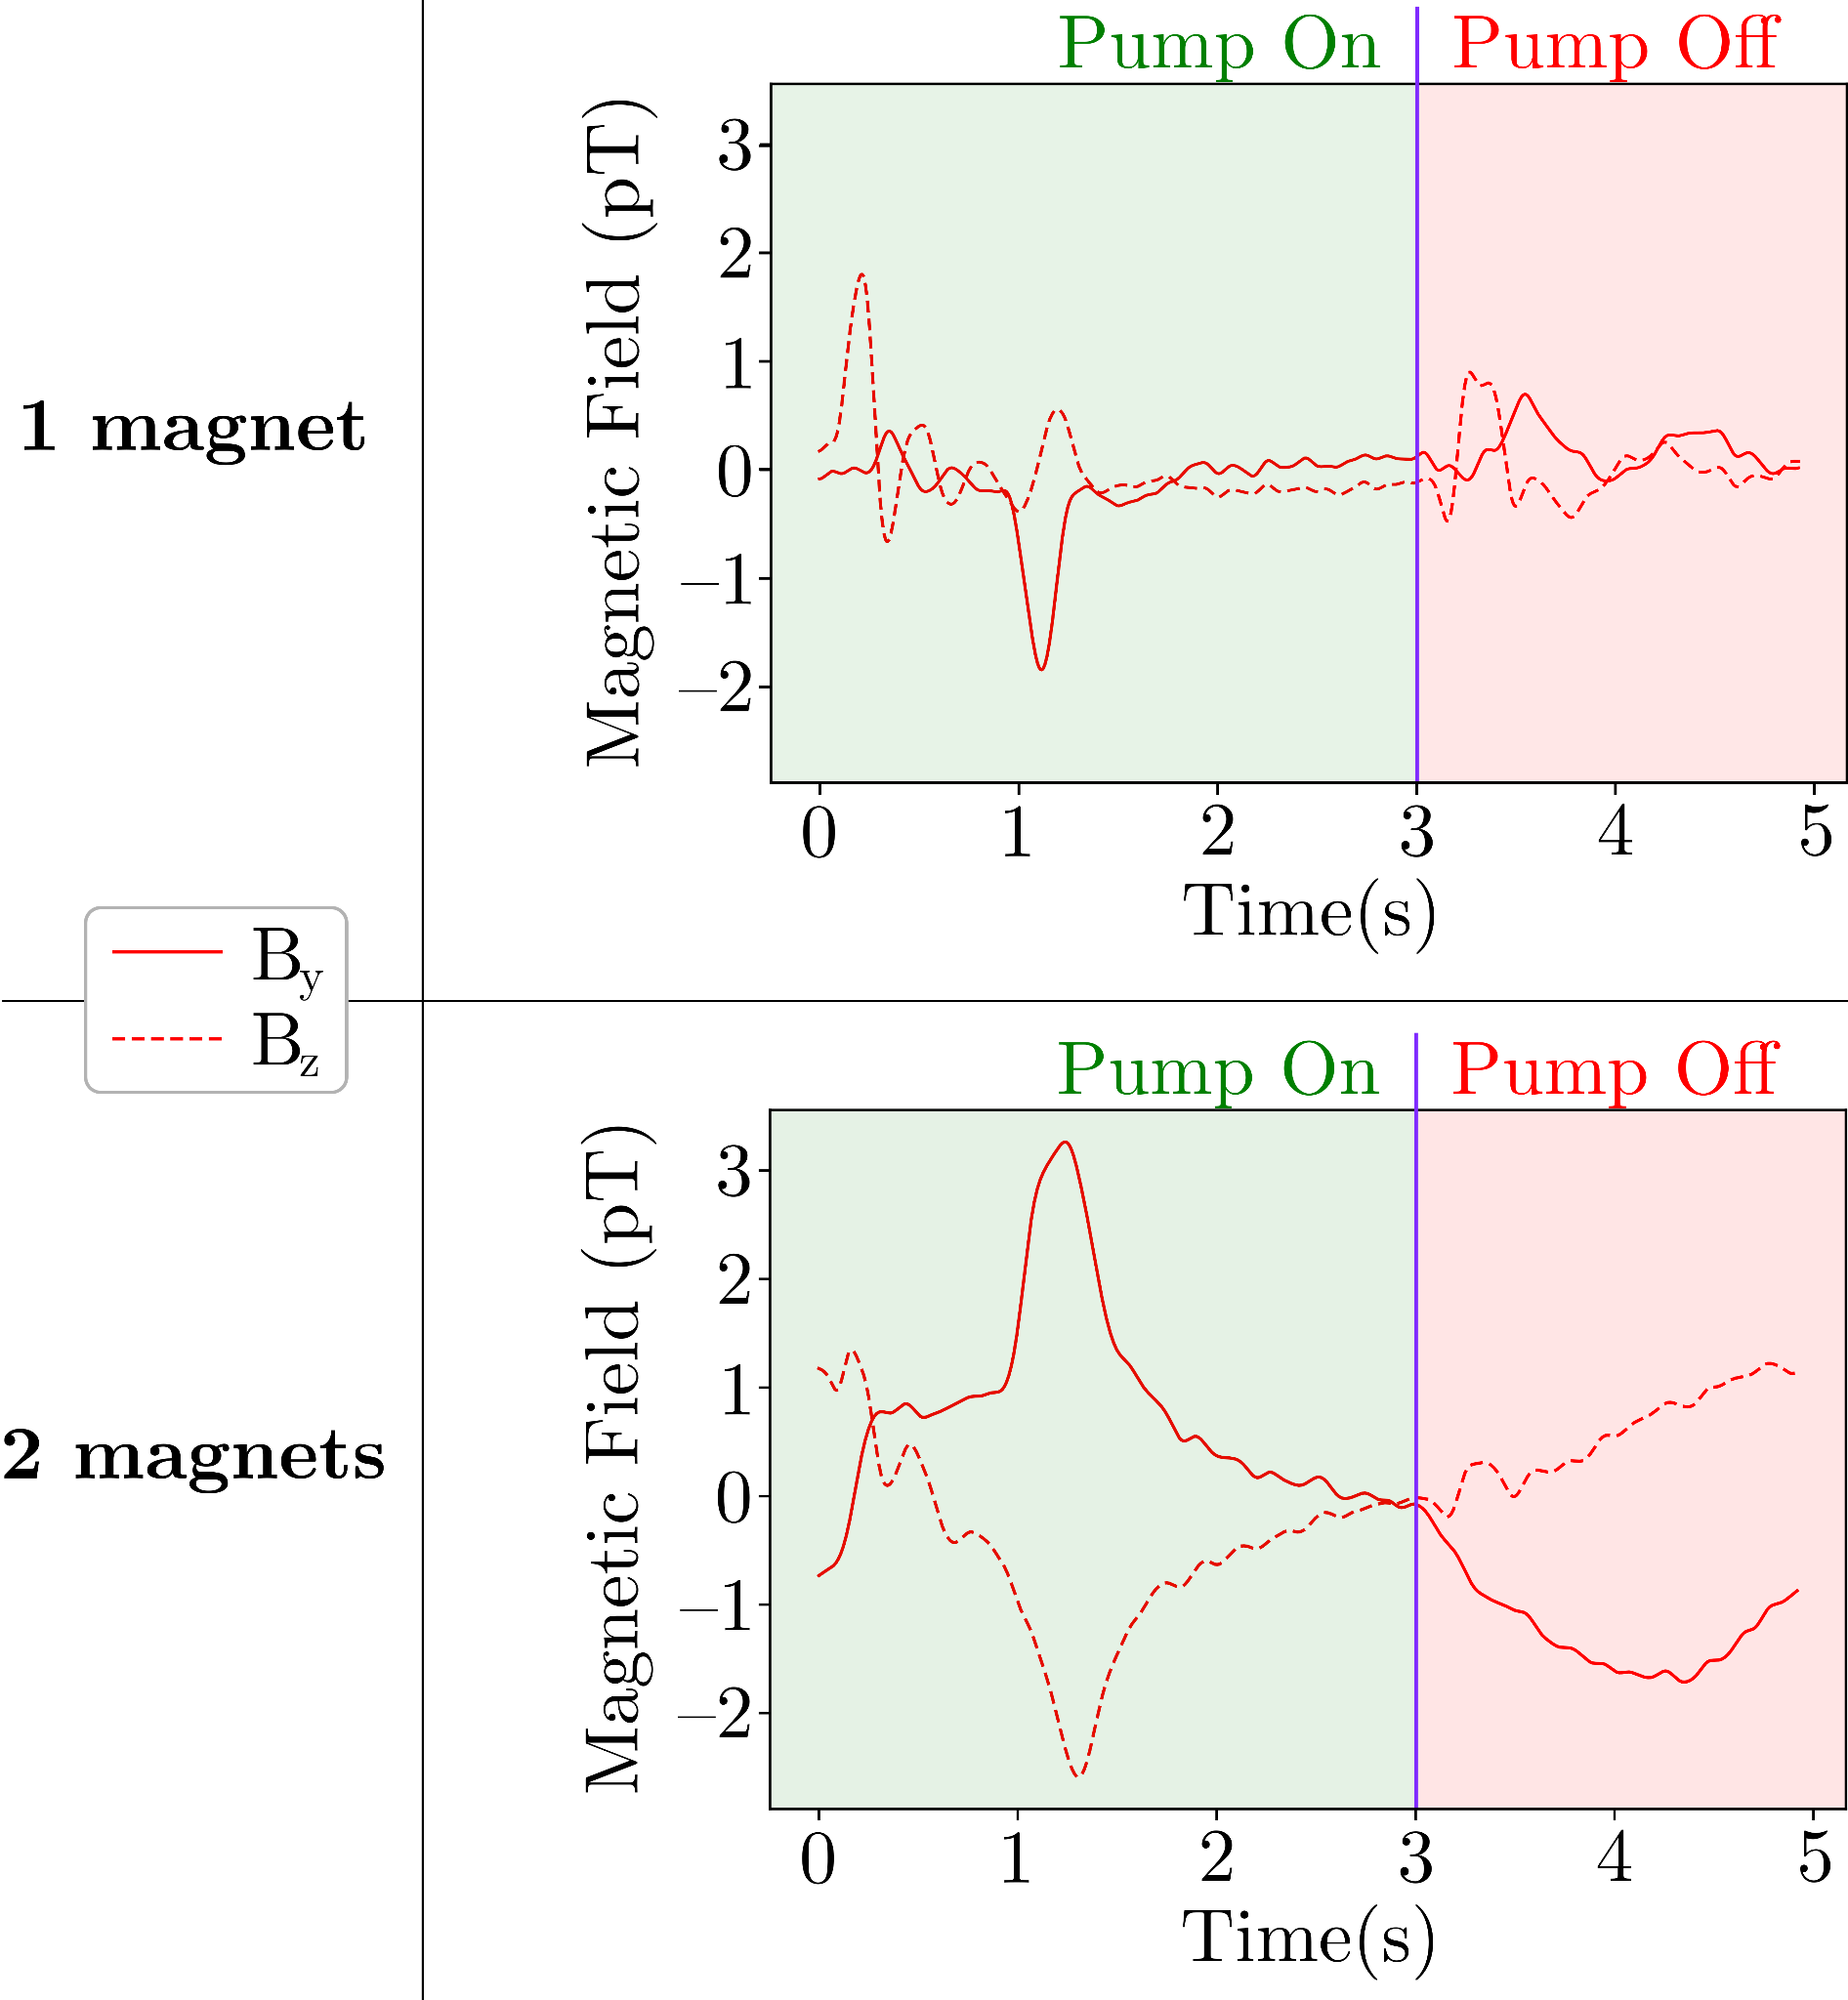 Pump On Pump Off
1 magnet
Magnetic Field (pT)
3
2
1
0
−1
−2
0 1 2 3 4 5
Time(s)
B_y
B_z
Pump On Pump Off
2 magnets
Magnetic Field (pT)
3
2
1
0
−1
−2
0 1 2 3 4 5
Time(s)